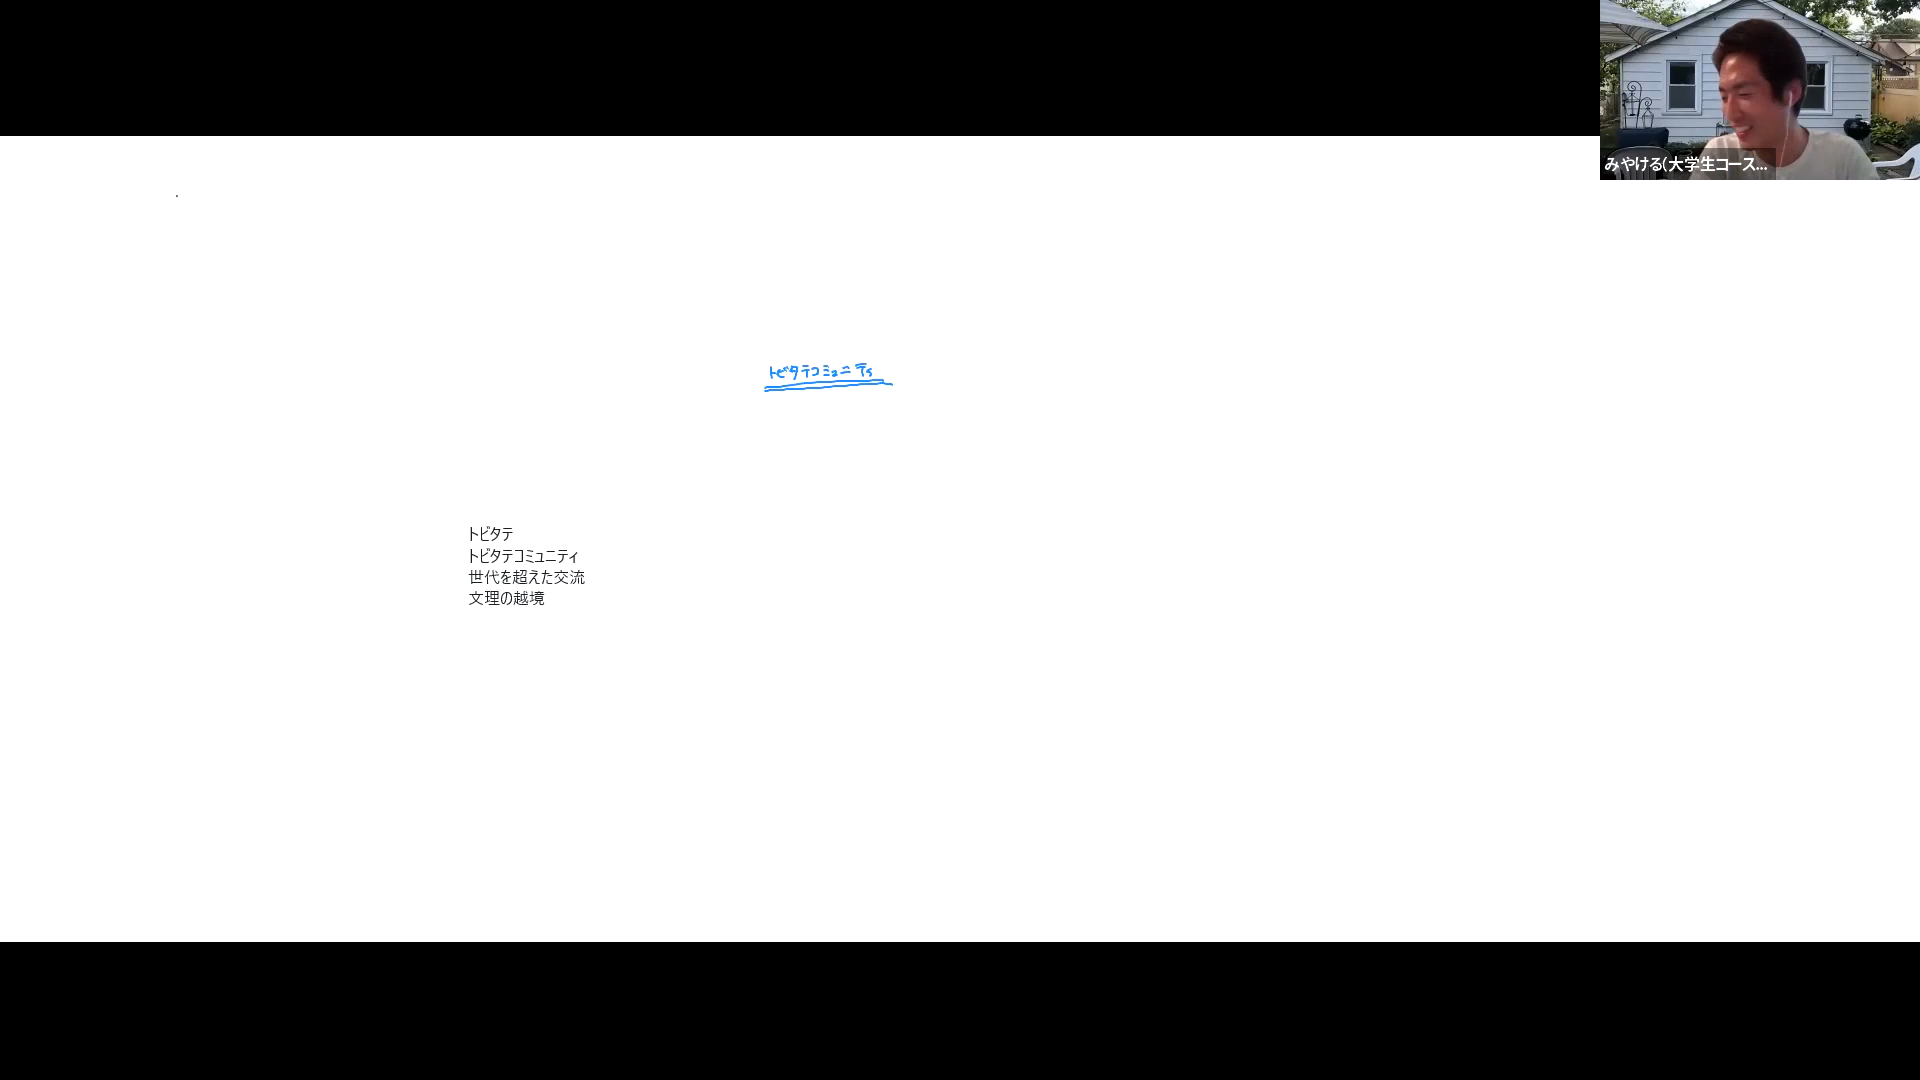 みやける(大学生コース...
トビタテコミュニティ
トビタテ
トビタテコミュニティ
世代を超えた交流
文理の越境